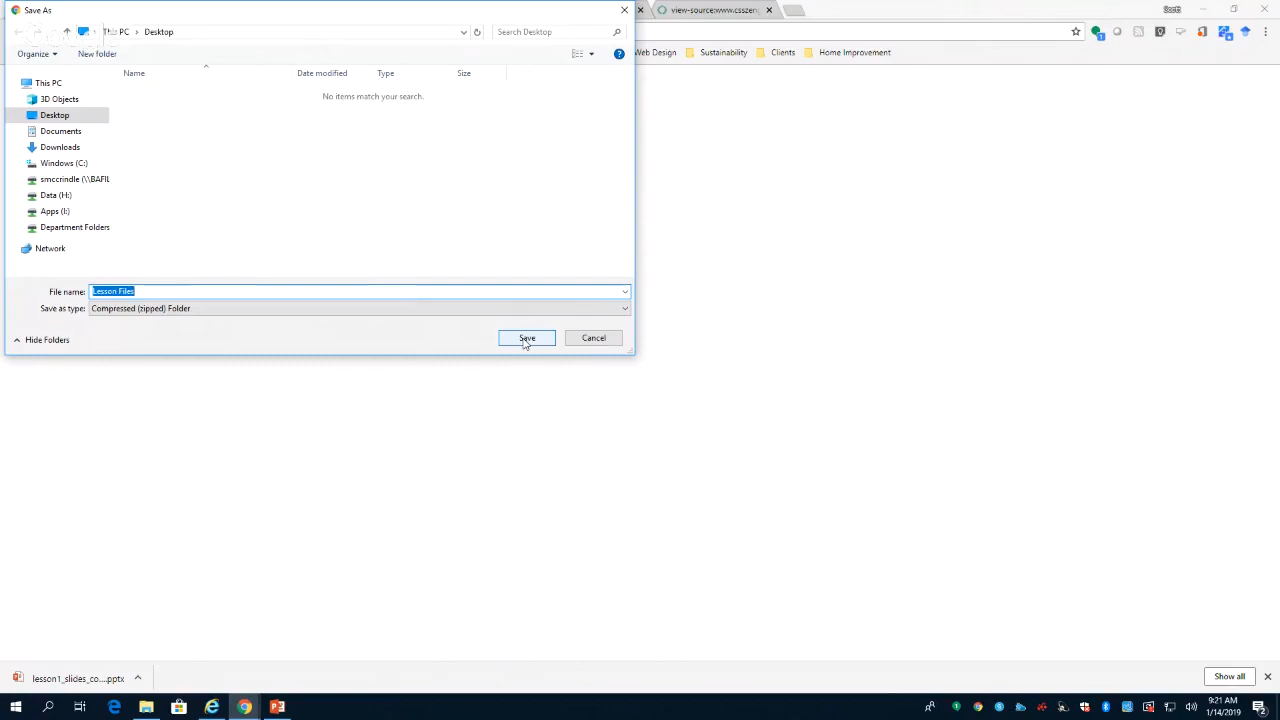 Save As
view-source:www.cssze
This PC > Desktop
Search Desktop
Web Design
Sustainability
Clients
Home Improvement
Organize
New folder
Name
Date modified
Type
Size
No items match your search.
This PC
3D Objects
Desktop
Documents
Downloads
Windows (C:)
smccrindle (\\BAFIL
Data (H:)
Apps (I:)
Department Folders
Network
File name:
Lesson Files
Save as type:
Compressed (zipped) Folder
Hide Folders
Save
Cancel
lesson1_slides_co....pptx
Show all
9:21 AM
1/14/2019